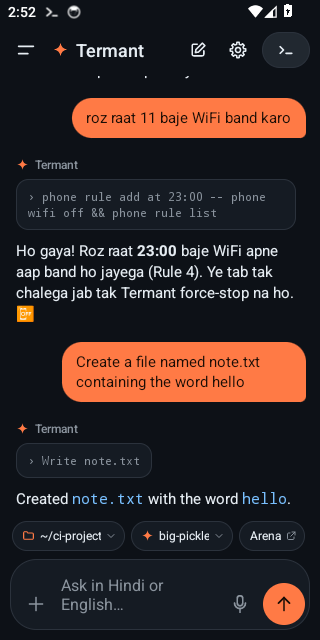 2:52
Termant
roz raat 11 baje WiFi band karo
Termant
› phone rule add at 23:00 -- phone
wifi off && phone rule list
Ho gaya! Roz raat 23:00 baje WiFi apne
aap band ho jayega (Rule 4). Ye tab tak
chalega jab tak Termant force-stop na ho.
Create a file named note.txt
containing the word hello
Termant
› Write note.txt
Created note.txt with the word hello.
~/ci-project
big-pickle
Arena
Ask in Hindi or
English…